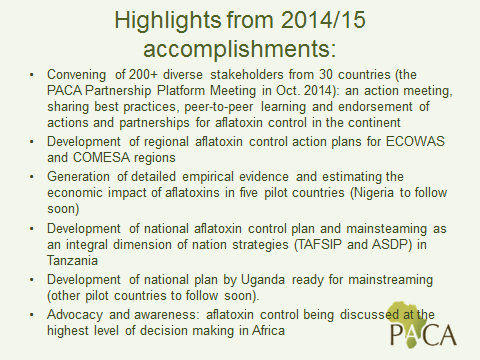 Highlights from 2014/15
accomplishments:
• Convening of 200+ diverse stakeholders from 30 countries (the
PACA Partnership Platform Meeting in Oct. 2014): an action meeting,
sharing best practices, peer-to-peer learning and endorsement of
actions and partnerships for aflatoxin control in the continent
• Development of regional aflatoxin control action plans for ECOWAS
and COMESA regions
• Generation of detailed empirical evidence and estimating the
economic impact of aflatoxins in five pilot countries (Nigeria to follow
soon)
• Development of national aflatoxin control plan and mainsteaming as
an integral dimension of nation strategies (TAFSIP and ASDP) in
Tanzania
• Development of national plan by Uganda ready for mainstreaming
(other pilot countries to follow soon).
• Advocacy and awareness: aflatoxin control being discussed at the
highest level of decision making in Africa
PACA